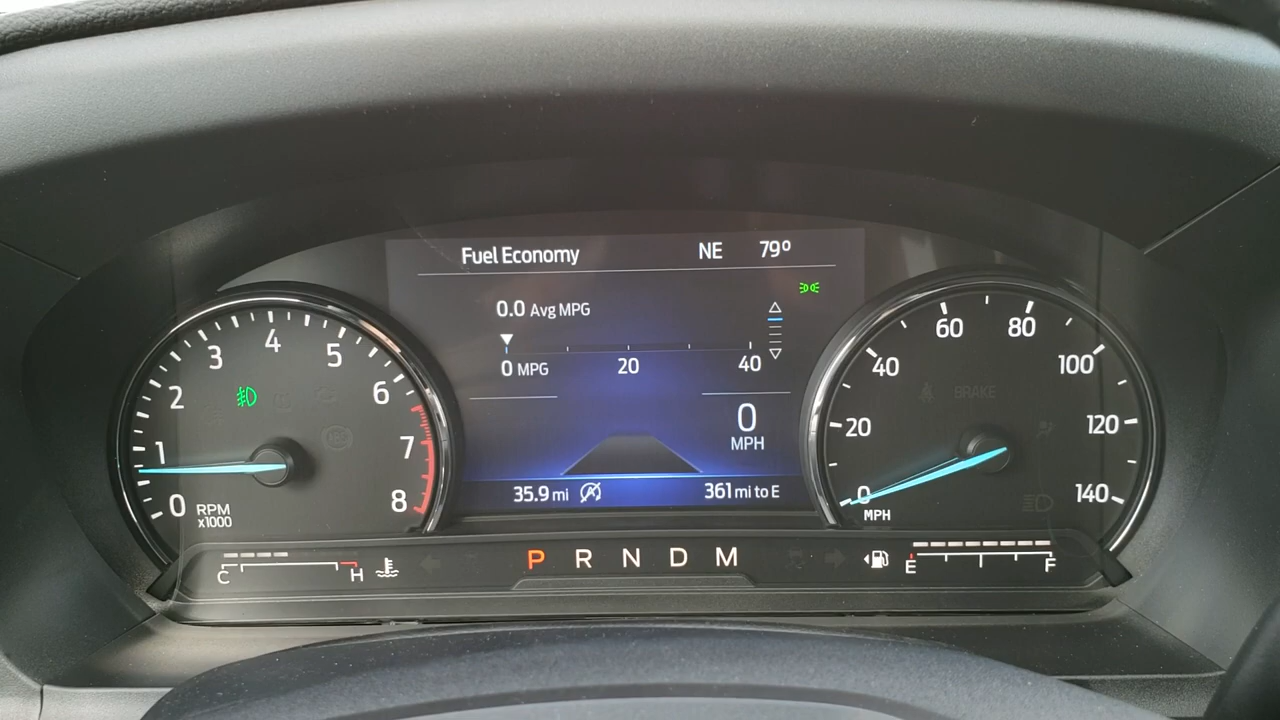 Fuel Economy NE 79°
0.0 Avg MPG
0 MPG 20 40
0
MPH
35.9 mi 361 mi to E
0 1 2 3 4 5 6 7 8
RPM
x1000
0 20 40 60 80 100 120 140
MPH
BRAKE
C H
P R N D M
E F